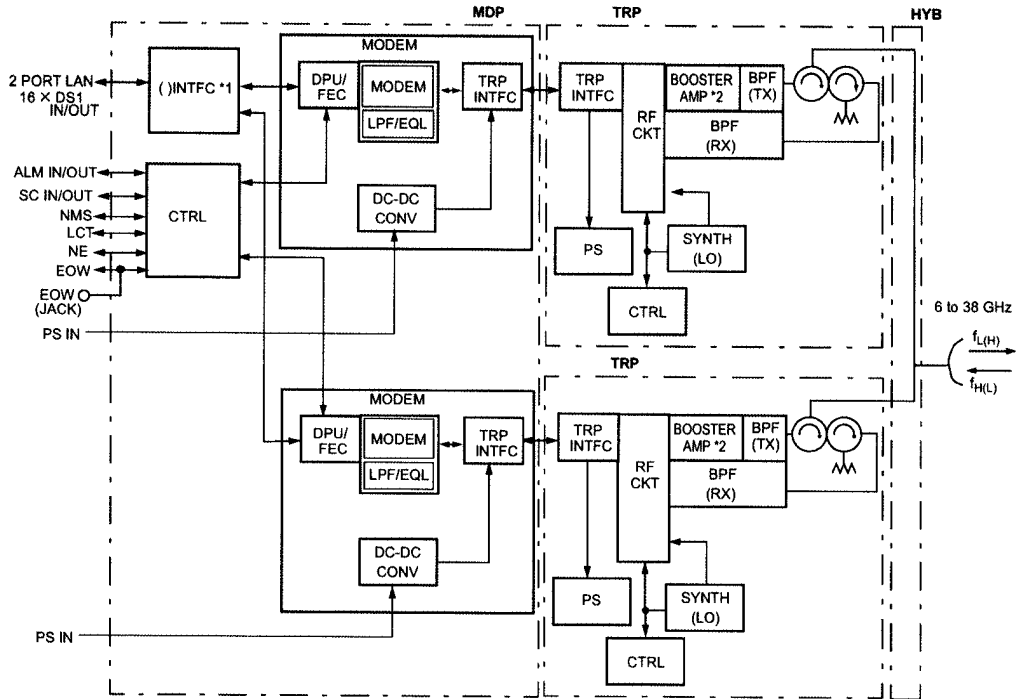 MDP
TRP
HYB
MODEM
2 PORT LAN
16 × DS1
IN/OUT
( )INTFC *1
DPU/
FEC
MODEM
LPF/EQL
TRP
INTFC
TRP
INTFC
RF
CKT
BOOSTER
AMP *2
BPF
(TX)
BPF
(RX)
ALM IN/OUT
SC IN/OUT
NMS
LCT
NE
EOW
EOW
(JACK)
CTRL
DC-DC
CONV
PS
SYNTH
(LO)
CTRL
PS IN
6 to 38 GHz
fL(H)
fH(L)
TRP
MODEM
DPU/
FEC
MODEM
LPF/EQL
TRP
INTFC
TRP
INTFC
RF
CKT
BOOSTER
AMP *2
BPF
(TX)
BPF
(RX)
DC-DC
CONV
PS
SYNTH
(LO)
CTRL
PS IN